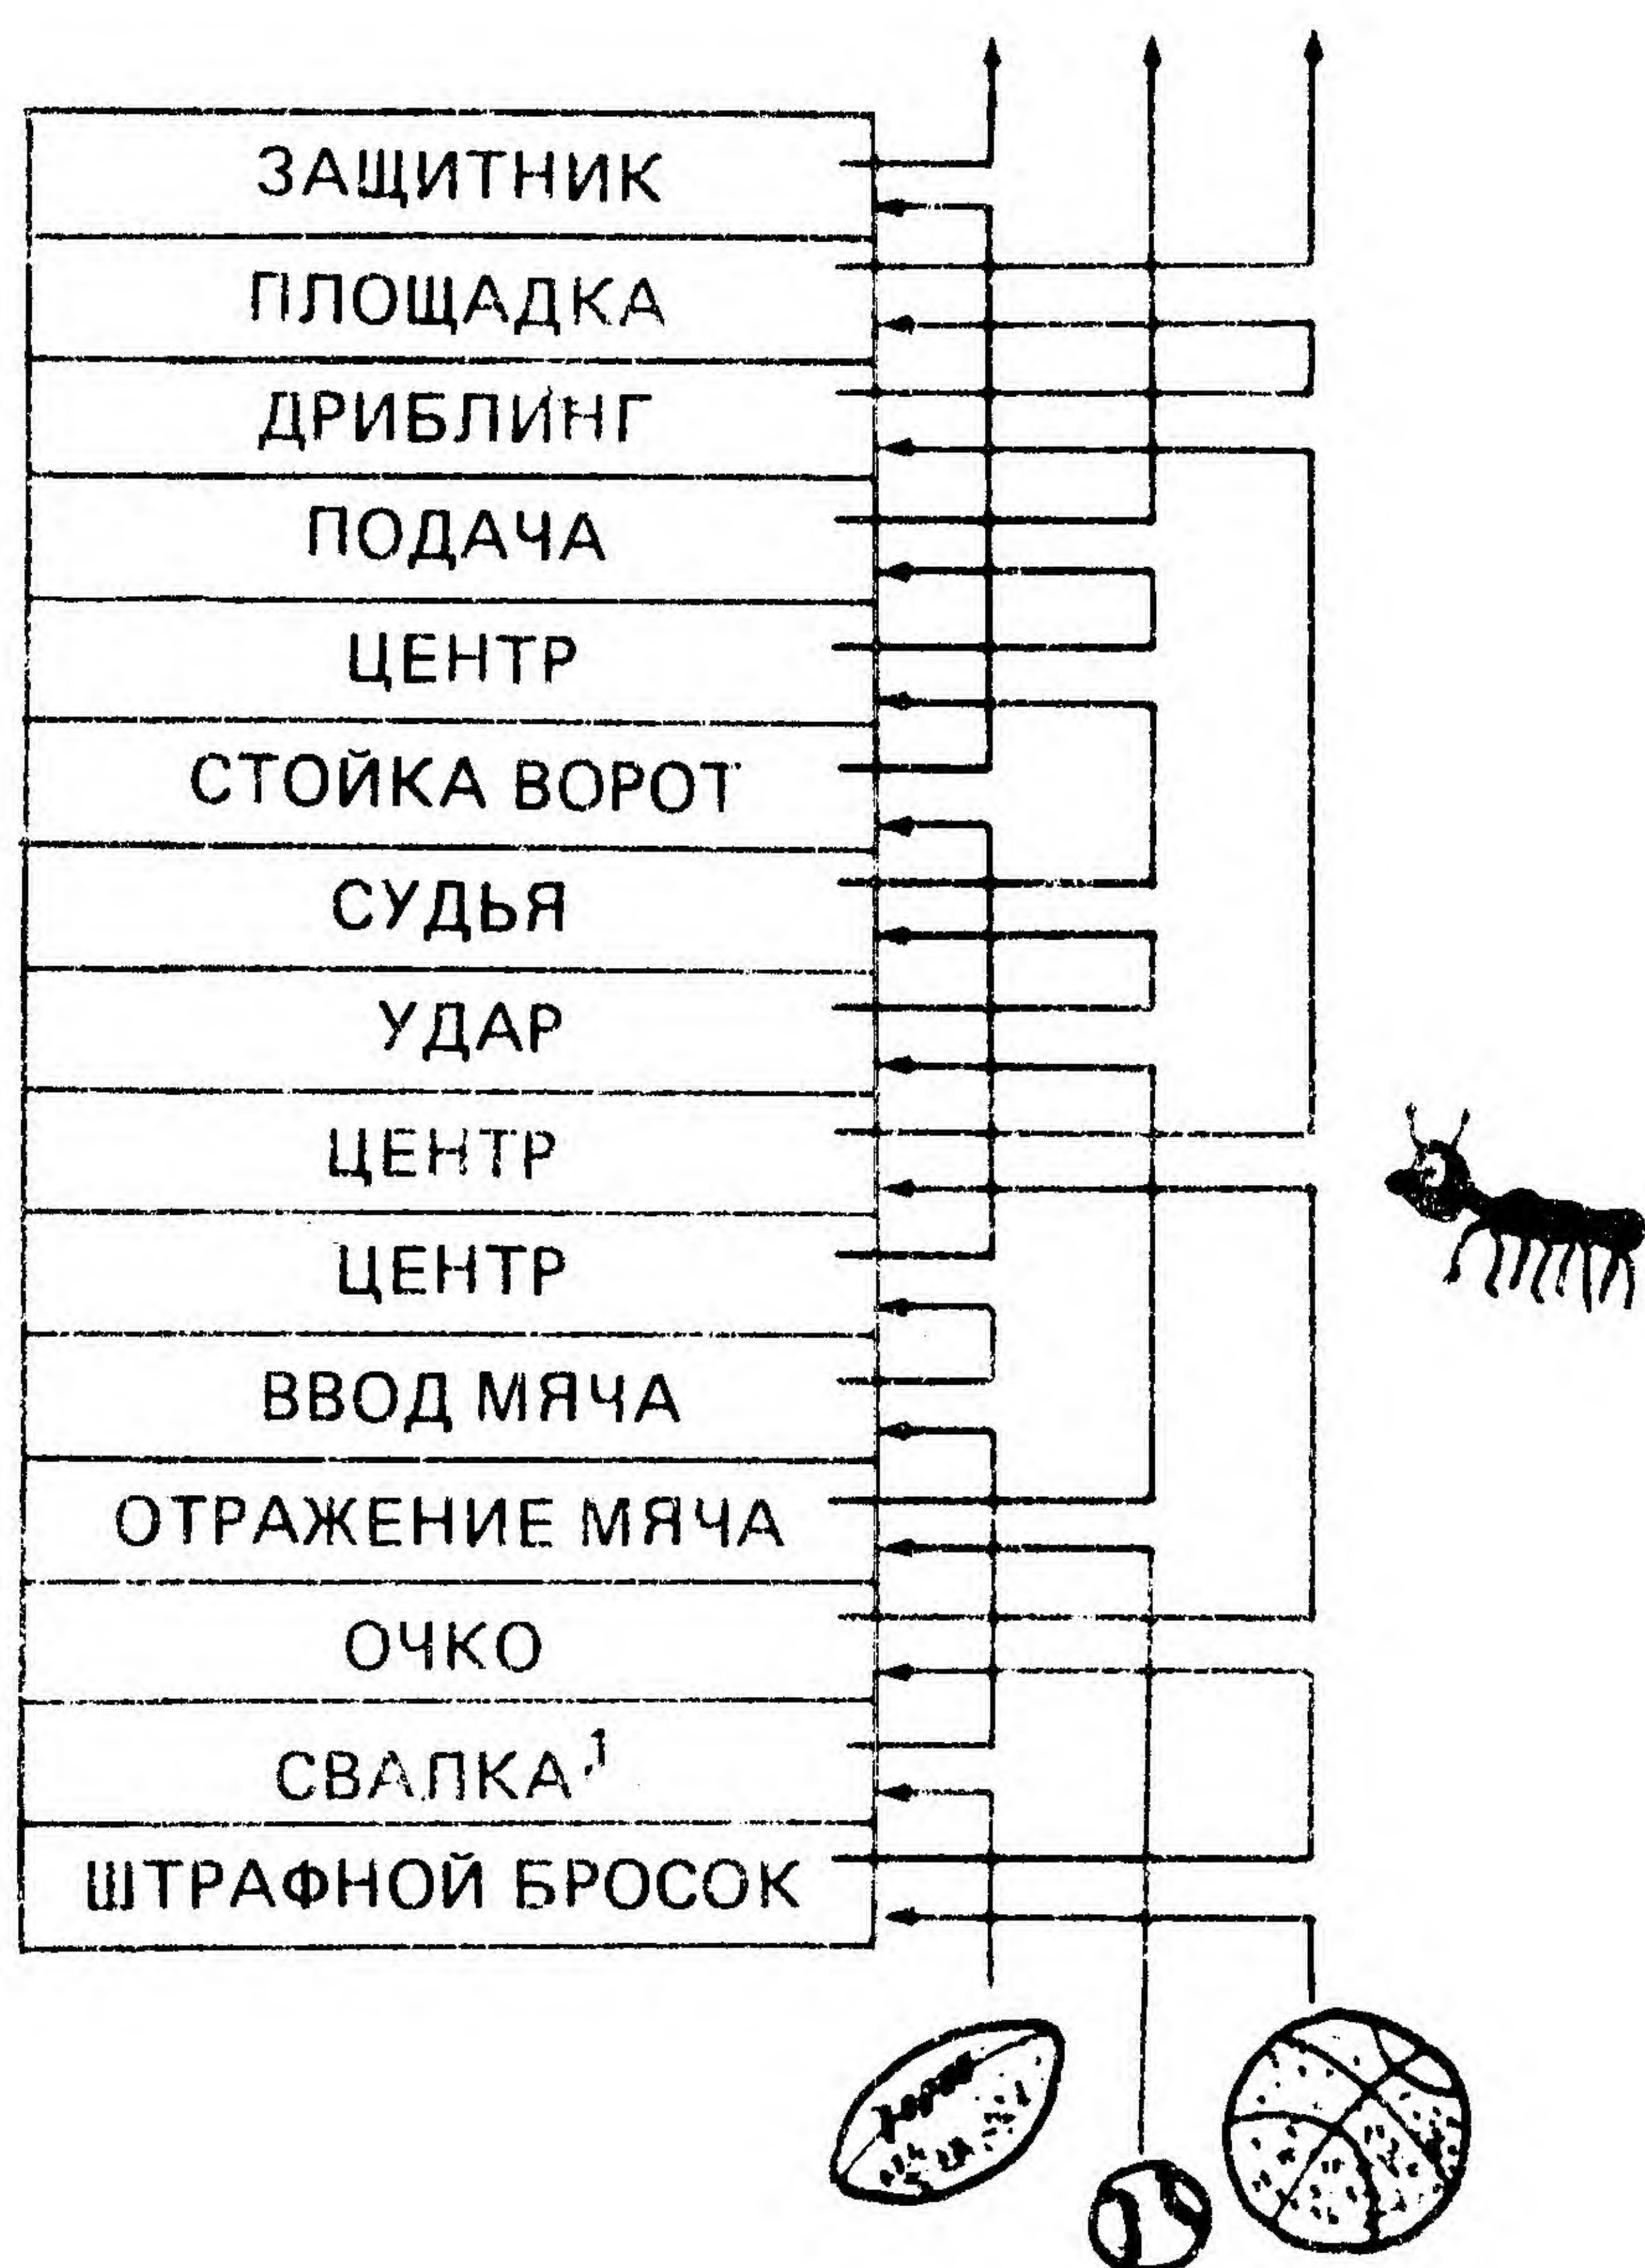 ЗАЩИТНИК
ПЛОЩАДКА
ДРИБЛИНГ
ПОДАЧА
ЦЕНТР
СТОЙКА ВОРОТ
СУДЬЯ
УДАР
ЦЕНТР
ЦЕНТР
ВВОД МЯЧА
ОТРАЖЕНИЕ МЯЧА
ОЧКО
СВАЛКА1
ШТРАФНОЙ БРОСОК